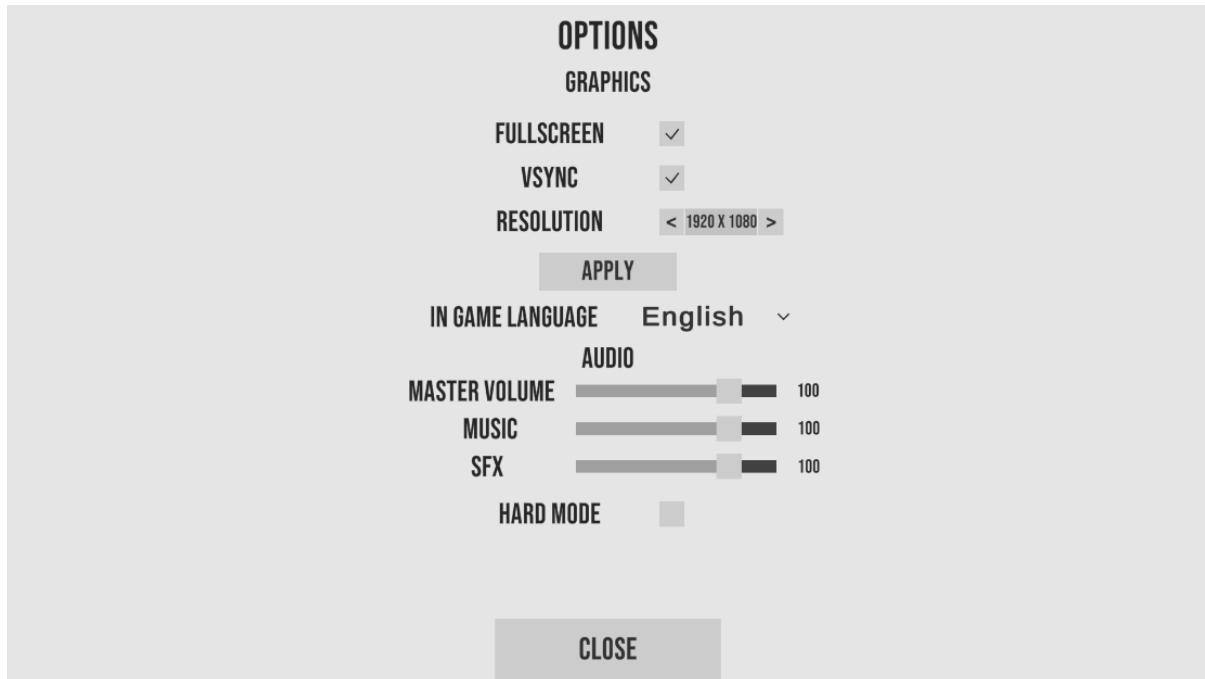 OPTIONS
GRAPHICS
FULLSCREEN
VSYNC
RESOLUTION < 1920 X 1080 >
APPLY
IN GAME LANGUAGE English
AUDIO
MASTER VOLUME 100
MUSIC 100
SFX 100
HARD MODE
CLOSE